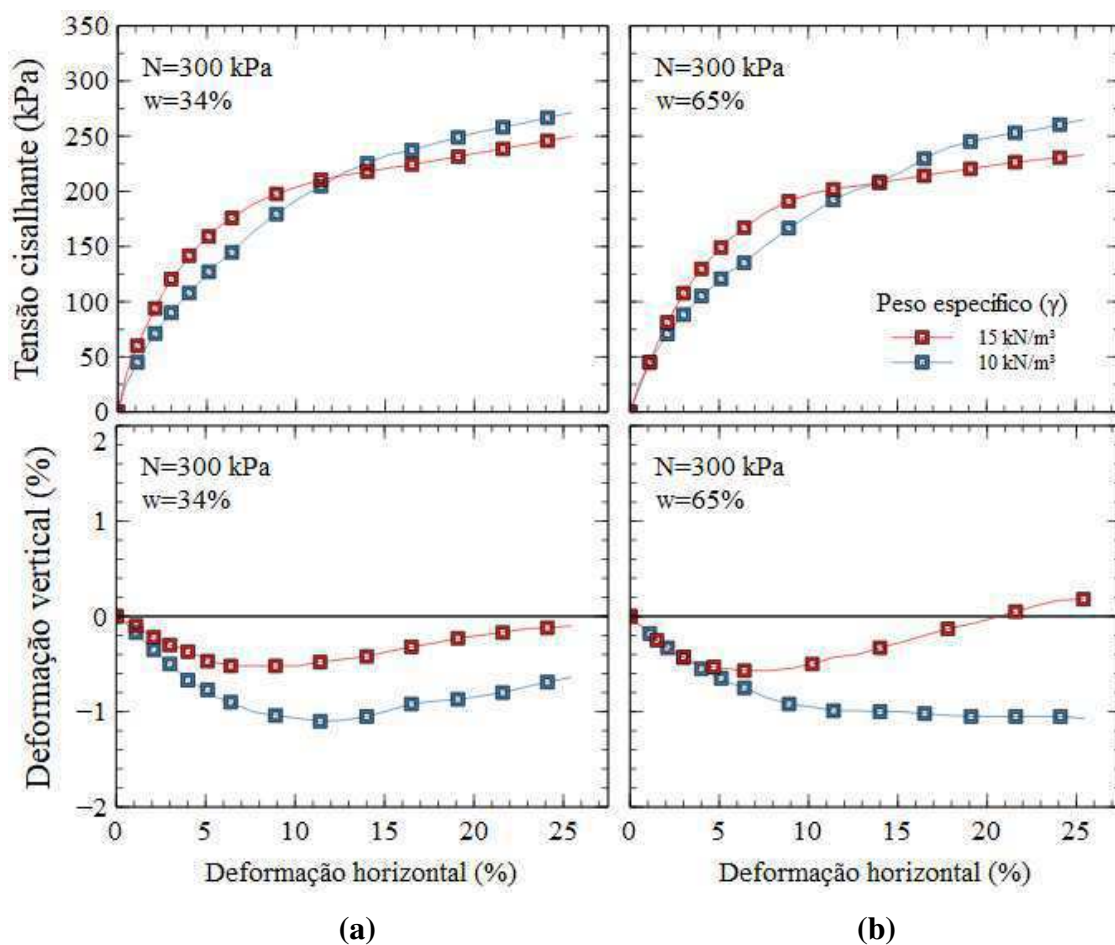 Tensão cisalhante (kPa)
350
300
250
200
150
100
50
0
N=300 kPa
w=34%
N=300 kPa
w=65%
Peso específico (γ)
15 kN/m³
10 kN/m³
Deformação vertical (%)
2
1
0
−1
−2
N=300 kPa
w=34%
N=300 kPa
w=65%
0 5 10 15 20 25
0 5 10 15 20 25
Deformação horizontal (%)
Deformação horizontal (%)
(a)
(b)